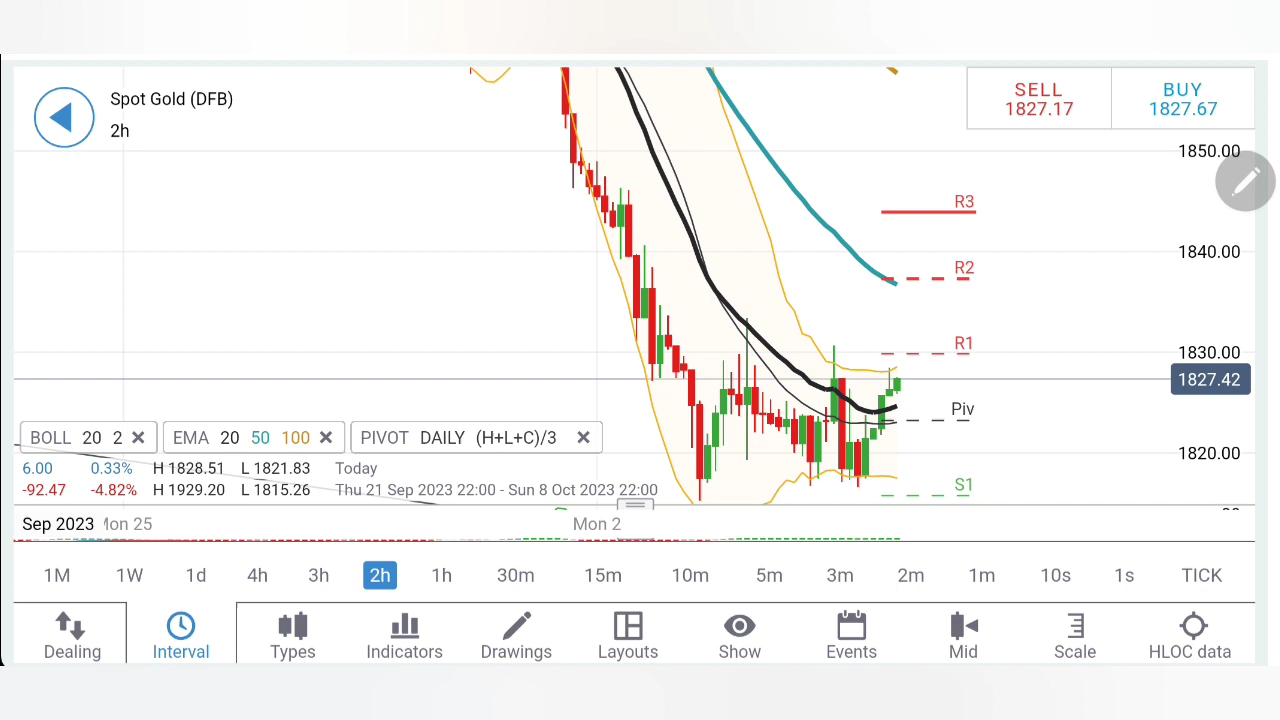 Spot Gold (DFB)
2h
SELL
1827.17
BUY
1827.67
1850.00
R3
1840.00
R2
R1
1830.00
1827.42
Piv
1820.00
S1
BOLL 20 2
EMA 20 50 100
PIVOT DAILY (H+L+C)/3
6.00 0.33% H 1828.51 L 1821.83 Today
-92.47 -4.82% H 1929.20 L 1815.26 Thu 21 Sep 2023 22:00 - Sun 8 Oct 2023 22:00
Sep 2023 25 Mon 2
1M 1W 1d 4h 3h 2h 1h 30m 15m 10m 5m 3m 2m 1m 10s 1s TICK
Dealing Interval Types Indicators Drawings Layouts Show Events Mid Scale HLOC data